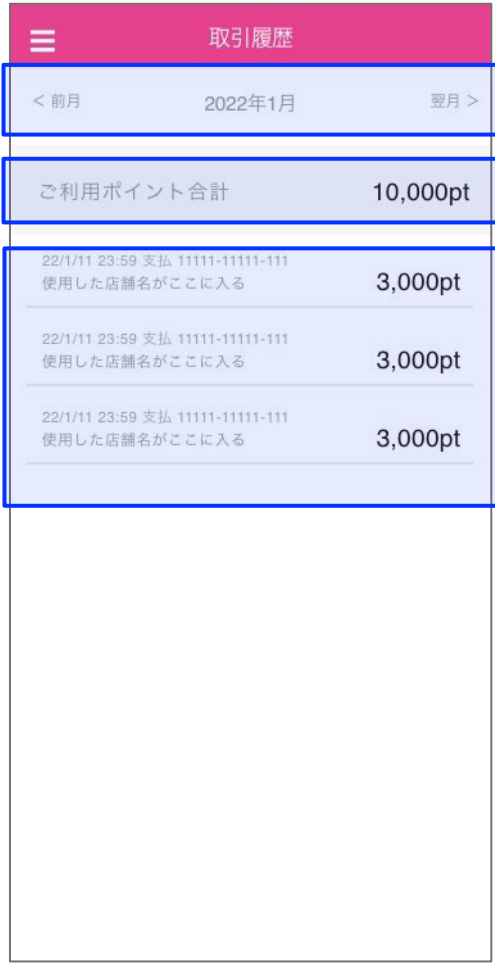 取引履歴
< 前月 2022年1月 翌月 >
ご利用ポイント合計 10,000pt
22/1/11 23:59 支払 11111-11111-111
使用した店舗名がここに入る 3,000pt
22/1/11 23:59 支払 11111-11111-111
使用した店舗名がここに入る 3,000pt
22/1/11 23:59 支払 11111-11111-111
使用した店舗名がここに入る 3,000pt